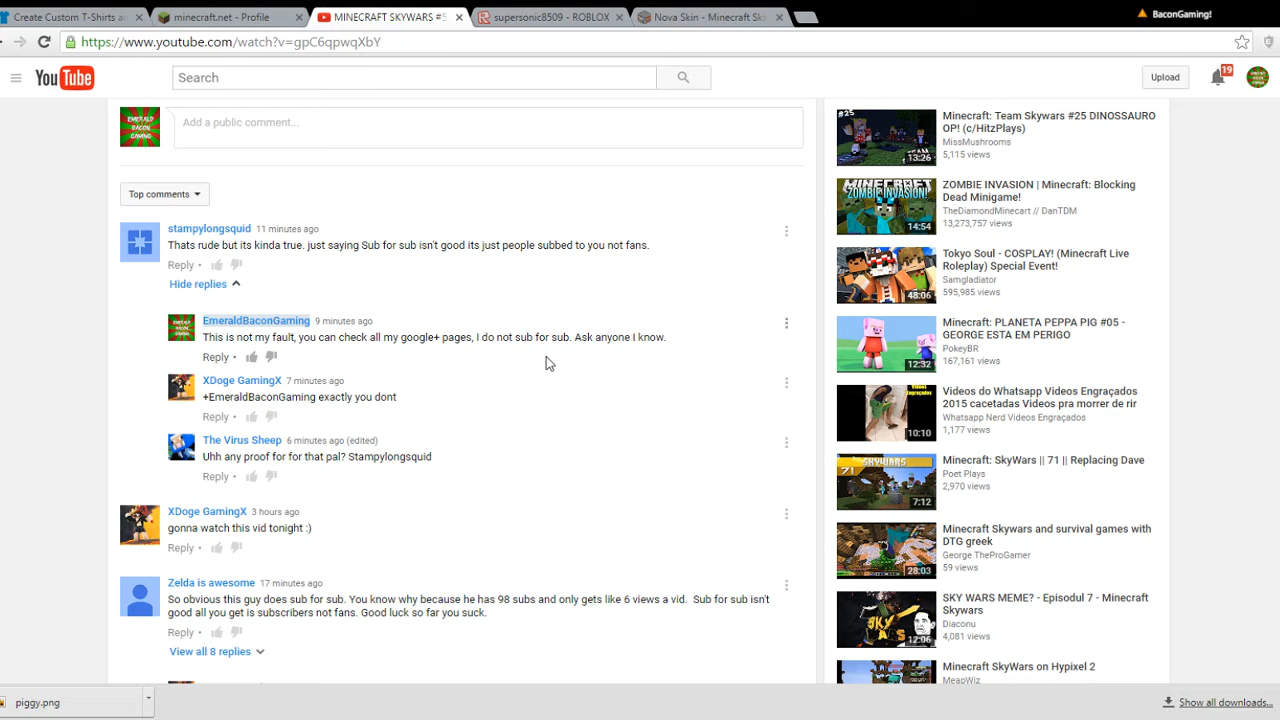 Create Custom T-Shirts and
minecraft.net - Profile
MINECRAFT SKYWARS #5
supersonic8509 - ROBLOX
Nova Skin - Minecraft Sk
BaconGaming!
https://www.youtube.com/watch?v=gpC6qpwqXbY
YouTube
Search
Upload
19
EMERALD
BACON
GAMING
Add a public comment...
Top comments
stampylongsquid 11 minutes ago
Thats rude but its kinda true. just saying Sub for sub isn't good its just people subbed to you not fans.
Reply •
Hide replies
EmeraldBaconGaming 9 minutes ago
This is not my fault, you can check all my google+ pages, I do not sub for sub. Ask anyone I know.
Reply •
XDoge GamingX 7 minutes ago
+EmeraldBaconGaming exactly you dont
Reply •
The Virus Sheep 6 minutes ago (edited)
Uhh any proof for for that pal? Stampylongsquid
Reply •
XDoge GamingX 3 hours ago
gonna watch this vid tonight :)
Reply •
Zelda is awesome 17 minutes ago
So obvious this guy does sub for sub. You know why because he has 98 subs and only gets like 6 views a vid. Sub for sub isn't
good all you get is subscribers not fans. Good luck so far you suck.
Reply •
View all 8 replies
#25
13:26
Minecraft: Team Skywars #25 DINOSSAURO
OP! (c/HitzPlays)
MissMushrooms
5,115 views
MINECRAFT
ZOMBIE INVASION!
14:54
ZOMBIE INVASION | Minecraft: Blocking
Dead Minigame!
TheDiamondMinecart // DanTDM
13,273,757 views
48:06
Tokyo Soul - COSPLAY! (Minecraft Love
Roleplay) Special Event!
Samgladiator
595,985 views
12:32
Minecraft: PLANETA PEPPA PIG #05 -
GEORGE ESTA EM PERIGO
PokeyBR
167,161 views
10:10
Videos do Whatsapp Videos Engraçados
2015 cacetadas Videos pra morrer de rir
Whatsapp Nerd Videos Engraçados
1,177 views
SKYWARS
71
7:12
Minecraft: SkyWars || 71 || Replacing Dave
Poet Plays
2,970 views
28:03
Minecraft Skywars and survival games with
DTG greek
George TheProGamer
59 views
SKY
WARS
12:06
SKY WARS MEME? - Episodul 7 - Minecraft
Skywars
Diaconu
4,081 views
Minecraft SkyWars on Hypixel 2
MeapWiz
piggy.png
Show all downloads...